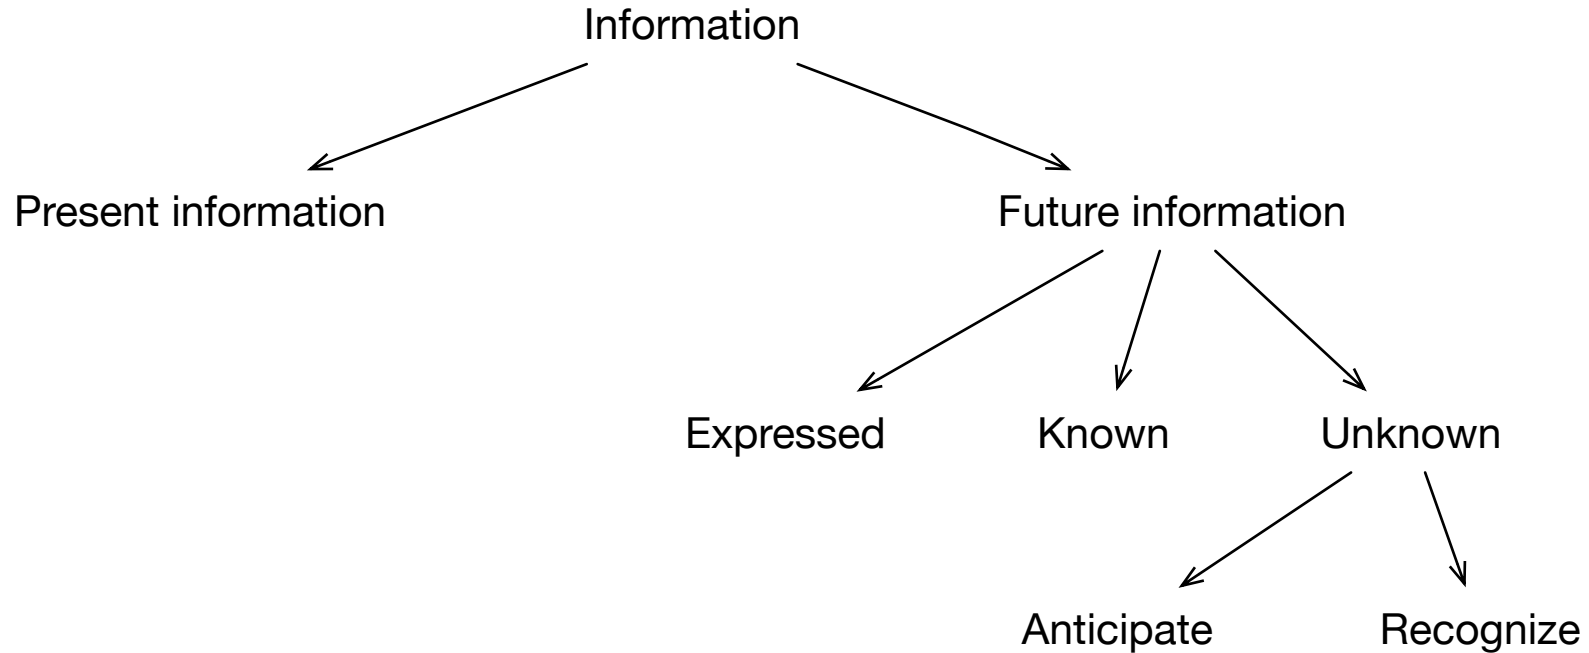 Information
Present information
Future information
Expressed
Known
Unknown
Anticipate
Recognize